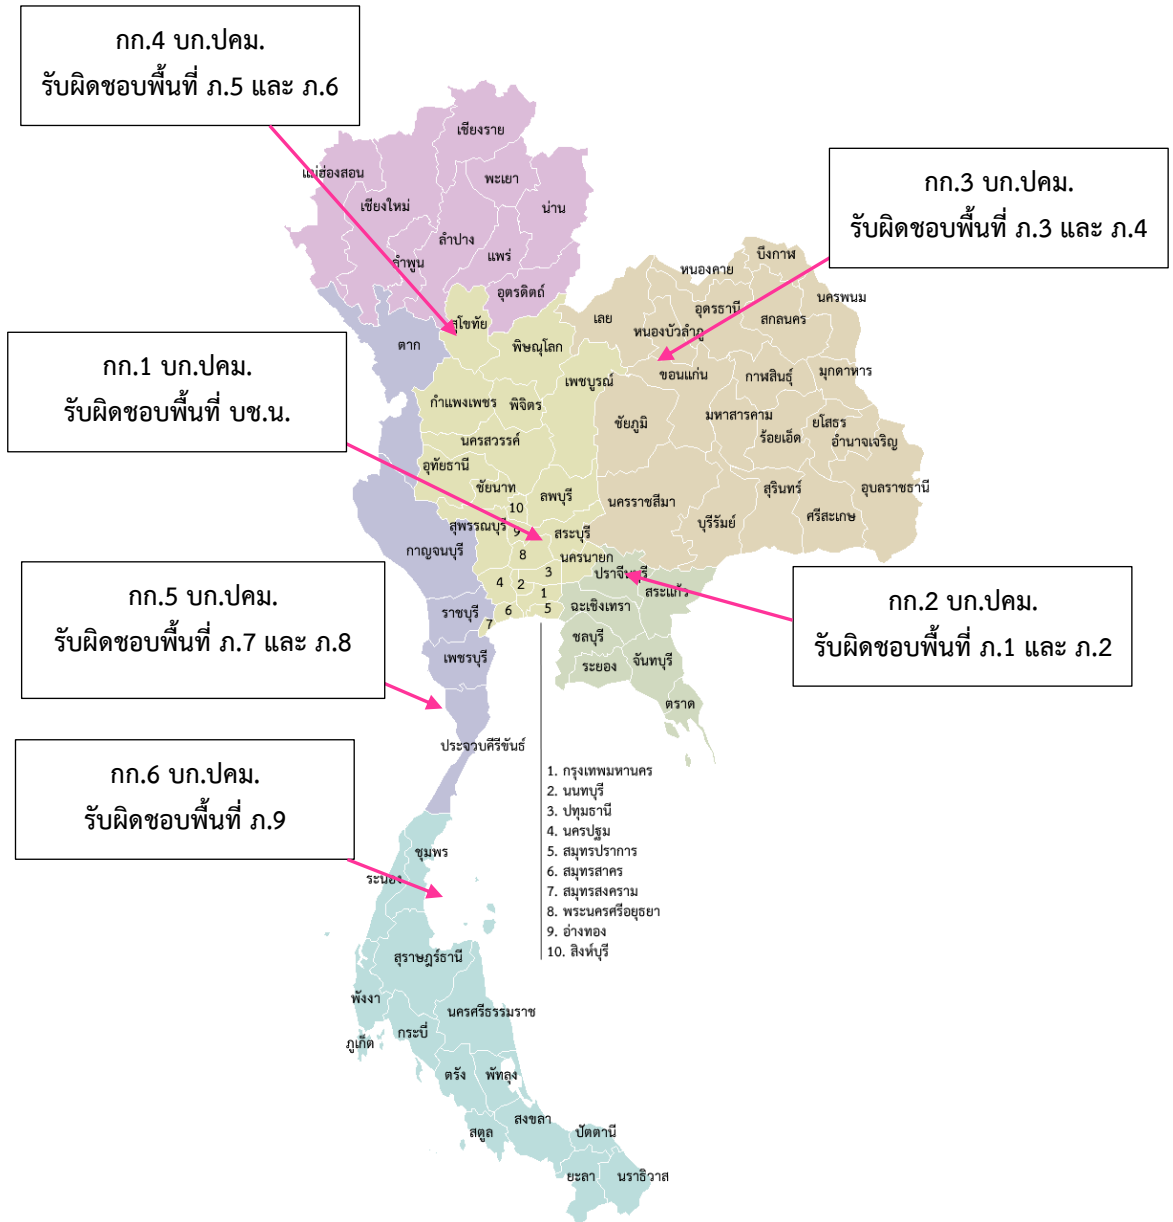 กก.4 บก.ปคม.
รับผิดชอบพื้นที่ ภ.5 และ ภ.6
กก.3 บก.ปคม.
รับผิดชอบพื้นที่ ภ.3 และ ภ.4
กก.1 บก.ปคม.
รับผิดชอบพื้นที่ บช.น.
กก.5 บก.ปคม.
รับผิดชอบพื้นที่ ภ.7 และ ภ.8
กก.2 บก.ปคม.
รับผิดชอบพื้นที่ ภ.1 และ ภ.2
กก.6 บก.ปคม.
รับผิดชอบพื้นที่ ภ.9
เชียงราย
แม่ฮ่องสอน
พะเยา
เชียงใหม่
น่าน
ลำปาง
แพร่
ลำพูน
อุตรดิตถ์
บึงกาฬ
หนองคาย
นครพนม
อุดรธานี
เลย
สกลนคร
หนองบัวลำภู
สุโขทัย
ตาก
พิษณุโลก
เพชบูรณ์
ขอนแก่น
กาฬสินธุ์
มุกดาหาร
กำแพงเพชร
พิจิตร
ชัยภูมิ
มหาสารคาม
ยโสธร
ร้อยเอ็ด
อำนาจเจริญ
นครสวรรค์
อุทัยธานี
ชัยนาท
ลพบุรี
นครราชสีมา
สุรินทร์
อุบลราชธานี
10
สุพรรณบุรี
9
สระบุรี
บุรีรัมย์
ศรีสะเกษ
กาญจนบุรี
8
นครนายก
3
ปราจีนบุรี
4
2
1
สระแก้ว
ราชบุรี
6
5
ฉะเชิงเทรา
7
ชลบุรี
เพชรบุรี
ระยอง
จันทบุรี
ตราด
ประจวบคีรีขันธ์
1. กรุงเทพมหานคร
2. นนทบุรี
3. ปทุมธานี
4. นครปฐม
5. สมุทรปราการ
6. สมุทรสาคร
7. สมุทรสงคราม
8. พระนครศรีอยุธยา
9. อ่างทอง
10. สิงห์บุรี
ชุมพร
ระนอง
สุราษฎร์ธานี
พังงา
นครศรีธรรมราช
กระบี่
ภูเก็ต
ตรัง
พัทลุง
สงขลา
สตูล
ปัตตานี
ยะลา
นราธิวาส